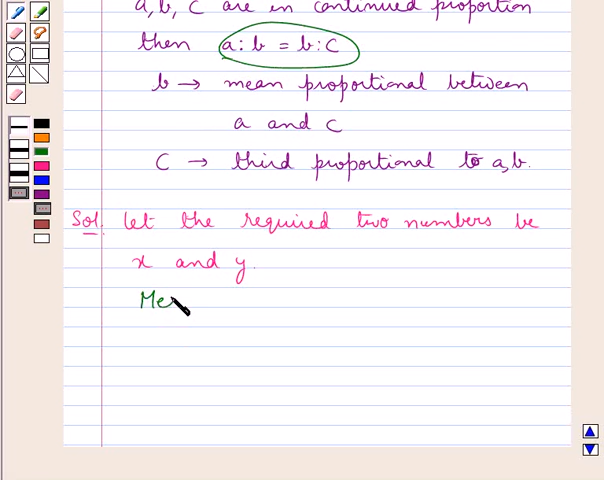 a, b, c are in continued proportion
then a : b = b : c
b → mean proportional between
a and c
c → third proportional to a, b.
Sol. Let the required two numbers be
x and y.
Me